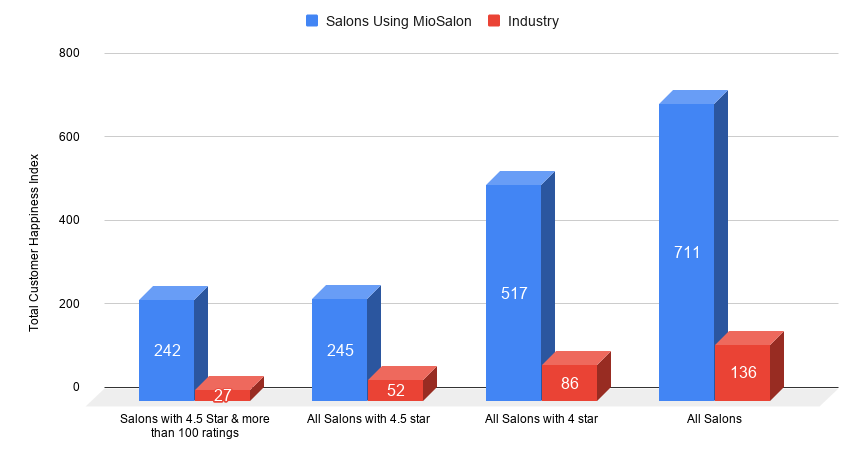 Salons Using MioSalon
Industry
Total Customer Happiness Index
800
600
400
200
0
242
27
245
52
517
86
711
136
Salons with 4.5 Star & more
than 100 ratings
All Salons with 4.5 star
All Salons with 4 star
All Salons